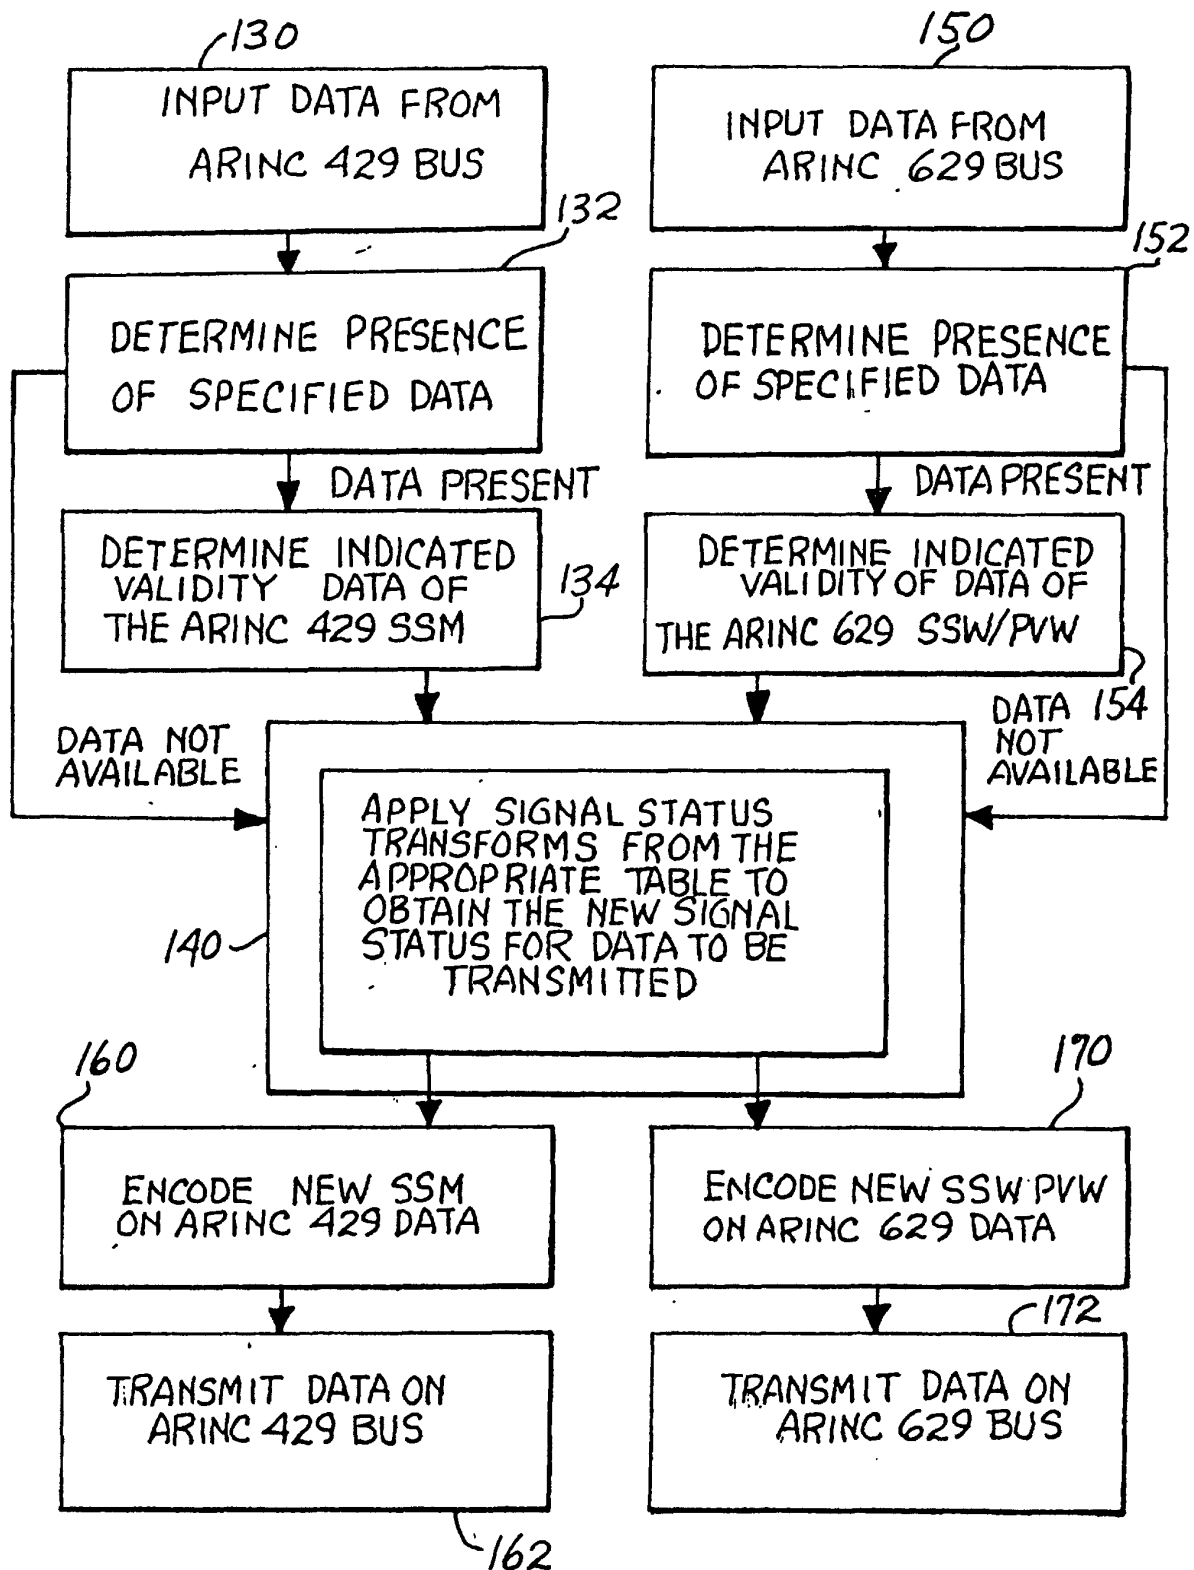 130
INPUT DATA FROM
ARINC 429 BUS
150
INPUT DATA FROM
ARINC 629 BUS
132
DETERMINE PRESENCE
OF SPECIFIED DATA
152
DETERMINE PRESENCE
OF SPECIFIED DATA
DATA PRESENT
DATA PRESENT
DETERMINE INDICATED
VALIDITY DATA OF
THE ARINC 429 SSM
134
DETERMINE INDICATED
VALIDITY OF DATA OF
THE ARINC 629 SSW/PVW
154
DATA NOT
AVAILABLE
DATA
NOT
AVAILABLE
APPLY SIGNAL STATUS
TRANSFORMS FROM THE
APPROPRIATE TABLE TO
OBTAIN THE NEW SIGNAL
STATUS FOR DATA TO BE
TRANSMITTED
140
160
ENCODE NEW SSM
ON ARINC 429 DATA
170
ENCODE NEW SSW PVW
ON ARINC 629 DATA
TRANSMIT DATA ON
ARINC 429 BUS
162
172
TRANSMIT DATA ON
ARINC 629 BUS